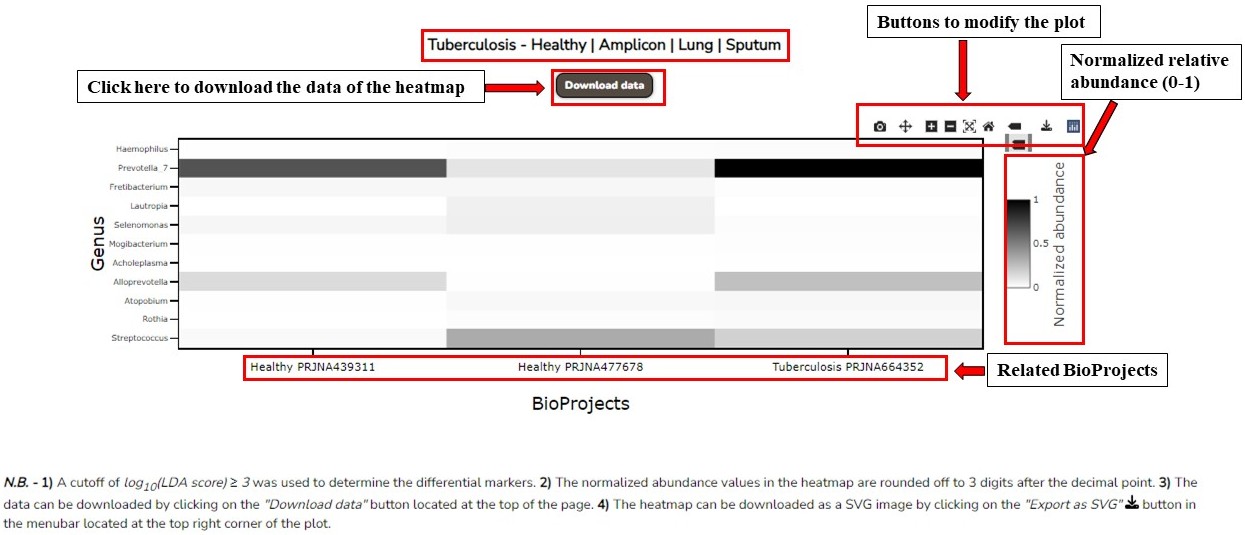 Buttons to modify the plot
Tuberculosis - Healthy | Amplicon | Lung | Sputum
Normalized relative
abundance (0-1)
Click here to download the data of the heatmap
Download data
Haemophilus
Prevotella_7
Fretibacterium
Lautropia
Selenomonas
Mogibacterium
Acholeplasma
Alloprevotella
Atopobium
Rothia
Streptococcus
Genus
1
0.5
0
Normalized abundance
Healthy PRJNA439311
Healthy PRJNA477678
Tuberculosis PRJNA664352
Related BioProjects
BioProjects
N.B. - 1) A cutoff of log10(LDA score) ≥ 3 was used to determine the differential markers. 2) The normalized abundance values in the heatmap are rounded off to 3 digits after the decimal point. 3) The
data can be downloaded by clicking on the "Download data" button located at the top of the page. 4) The heatmap can be downloaded as a SVG image by clicking on the "Export as SVG" button in
the menubar located at the top right corner of the plot.